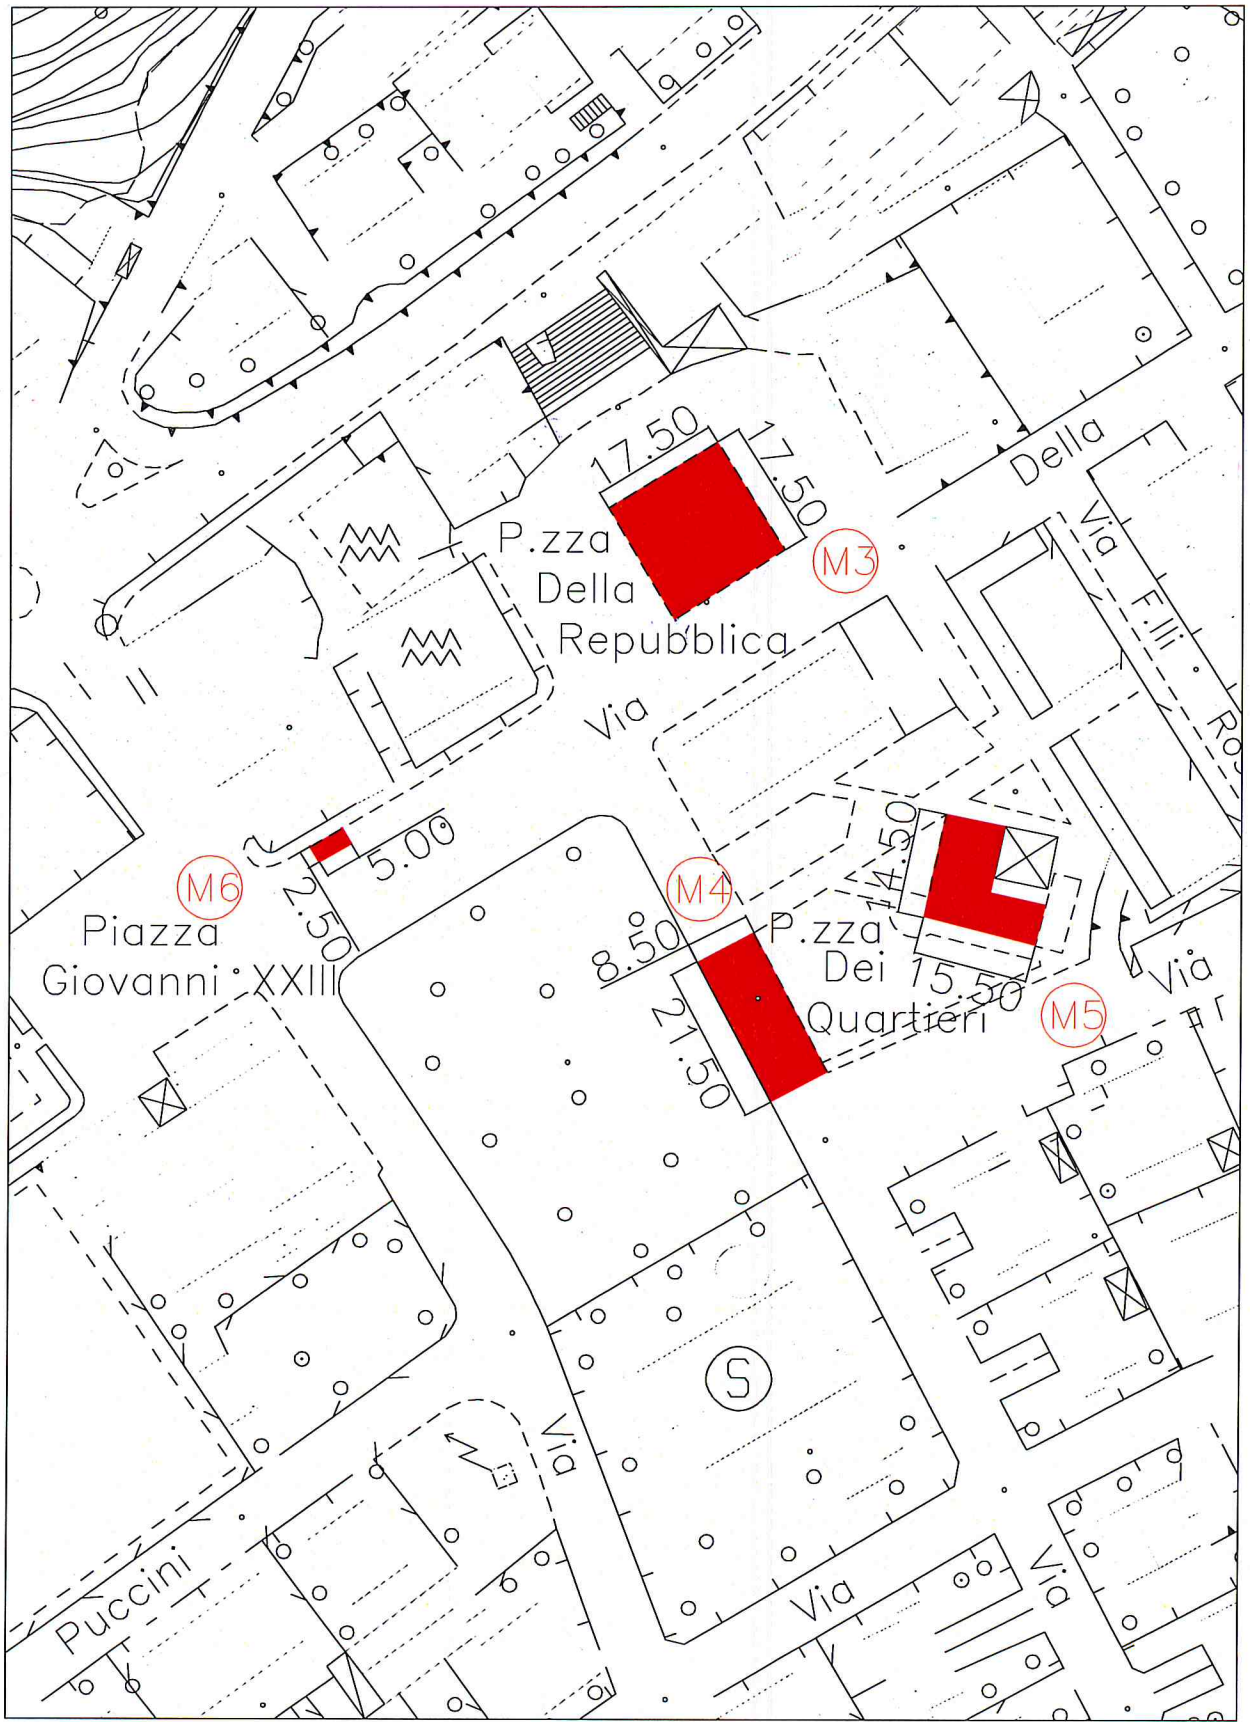 Della
17.50
17.50
P.zza
Della
Repubblica
M3
Via
F.lli
Via
14.50
5.00
M6
2.50
Piazza
Giovanni XXIII
M4
8.50
P.zza
Dei
Quartieri
15.50
M5
Via
21.50
S
Via
Puccini
Via
Via